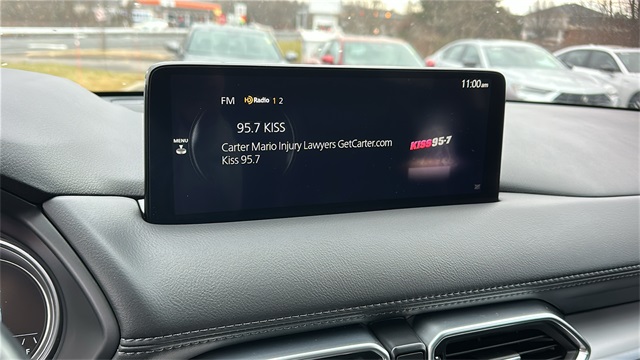 11:00am
FM HD Radio 1 2
95.7 KISS
MENU
Carter Mario Injury Lawyers GetCarter.com
KISS 95-7
Kiss 95.7